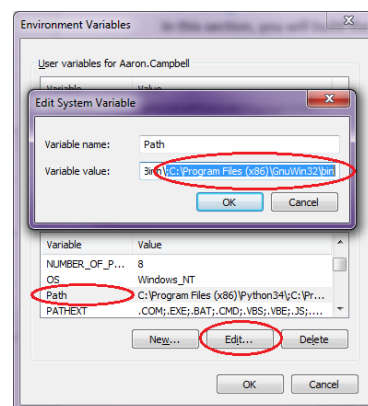 Environment Variables
User variables for Aaron.Campbell
Variable Value
Edit System Variable
Variable name: Path
Variable value: ;C:\Program Files (x86)\GnuWin32\bin
OK Cancel
Variable Value
NUMBER_OF_P... 8
OS Windows_NT
Path C:\Program Files (x86)\Python34\;C:\Pr...
PATHEXT .COM;.EXE;.BAT;.CMD;.VBS;.VBE;.JS;....
New... Edit... Delete
OK Cancel